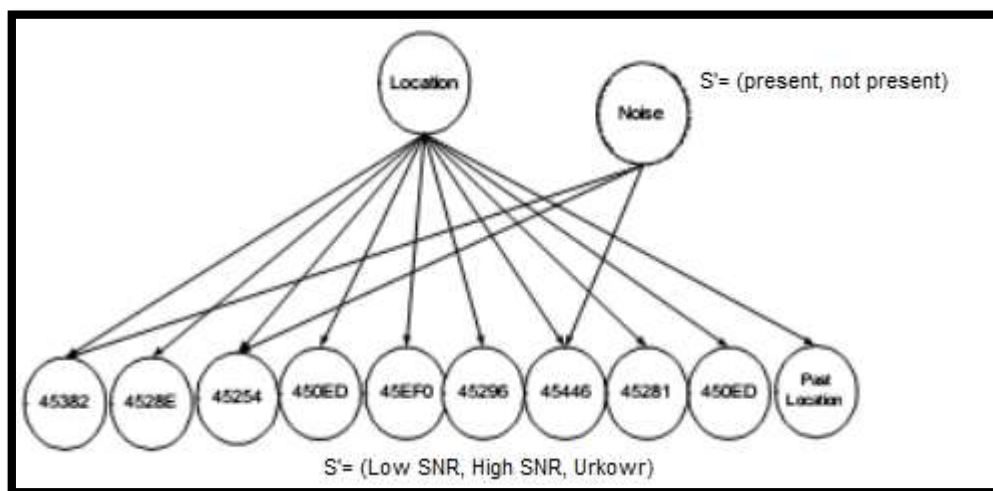 Location
Noise
S'= (present, not present)
45382
4528E
45254
450ED
45EF0
45296
45446
45281
450ED
Past
Location
S'= (Low SNR, High SNR, Urkowr)